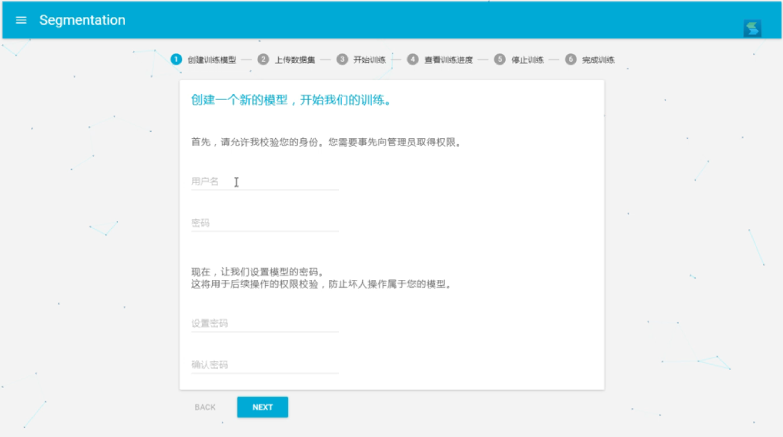 Segmentation
1 创建训练模型 2 上传数据集 3 开始训练 4 查看训练进度 5 停止训练 6 完成训练
创建一个新的模型，开始我们的训练。
首先，请允许我校验您的身份。您需要事先向管理员取得权限。
用户名
密码
现在，让我们设置模型的密码。
这将用于后续操作的权限校验，防止坏人操作属于您的模型。
设置密码
确认密码
BACK NEXT